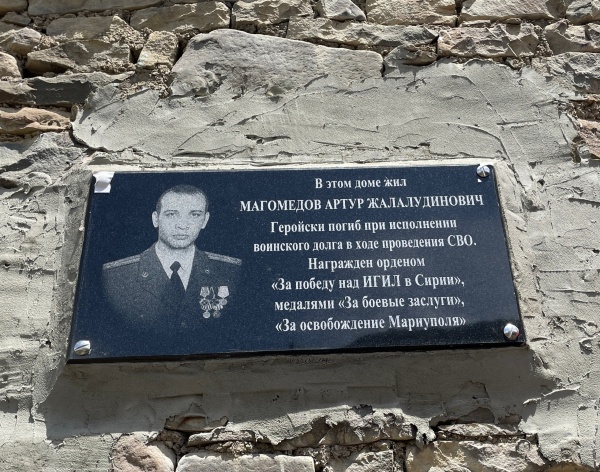 В этом доме жил
МАГОМЕДОВ АРТУР ЖАЛАЛУДИНОВИЧ
Геройски погиб при исполнении
воинского долга в ходе проведения СВО.
Награжден орденом
«За победу над ИГИЛ в Сирии»,
медалями «За боевые заслуги»,
«За освобождение Мариуполя»